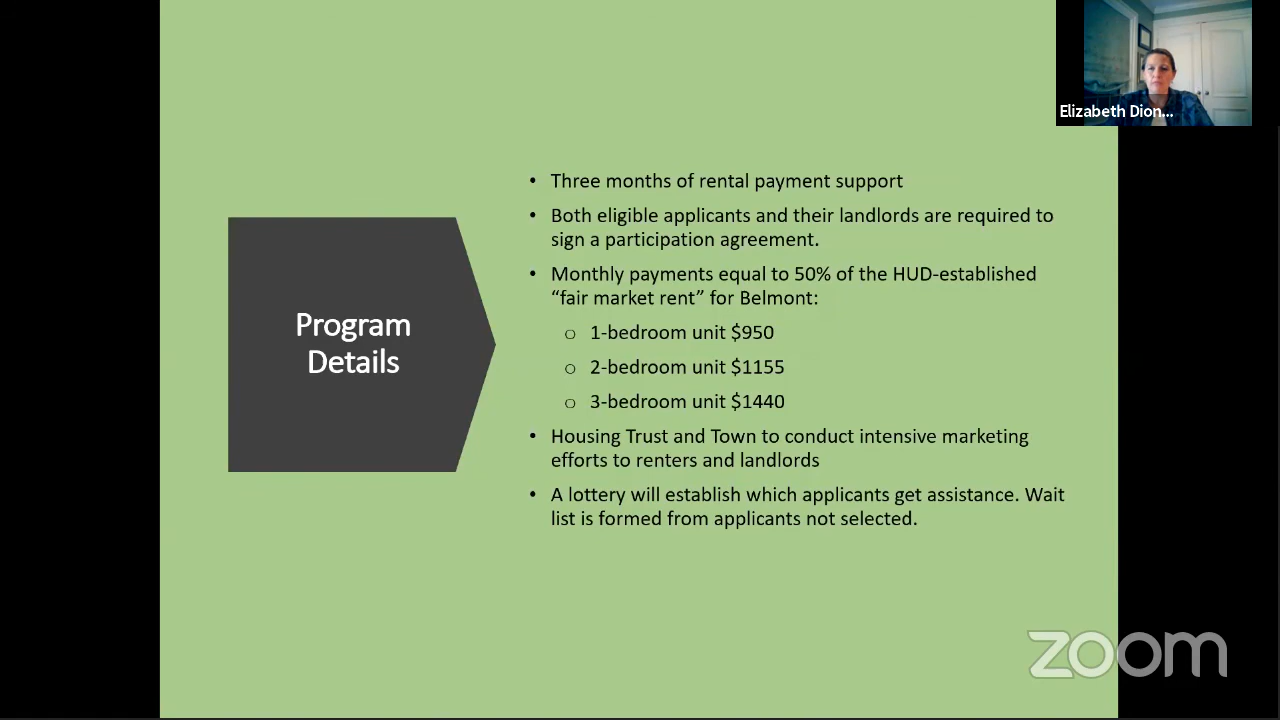 Elizabeth Dion...
• Three months of rental payment support
• Both eligible applicants and their landlords are required to
sign a participation agreement.
• Monthly payments equal to 50% of the HUD-established
“fair market rent” for Belmont:
o 1-bedroom unit $950
o 2-bedroom unit $1155
o 3-bedroom unit $1440
• Housing Trust and Town to conduct intensive marketing
efforts to renters and landlords
• A lottery will establish which applicants get assistance. Wait
list is formed from applicants not selected.
Program
Details
zoom